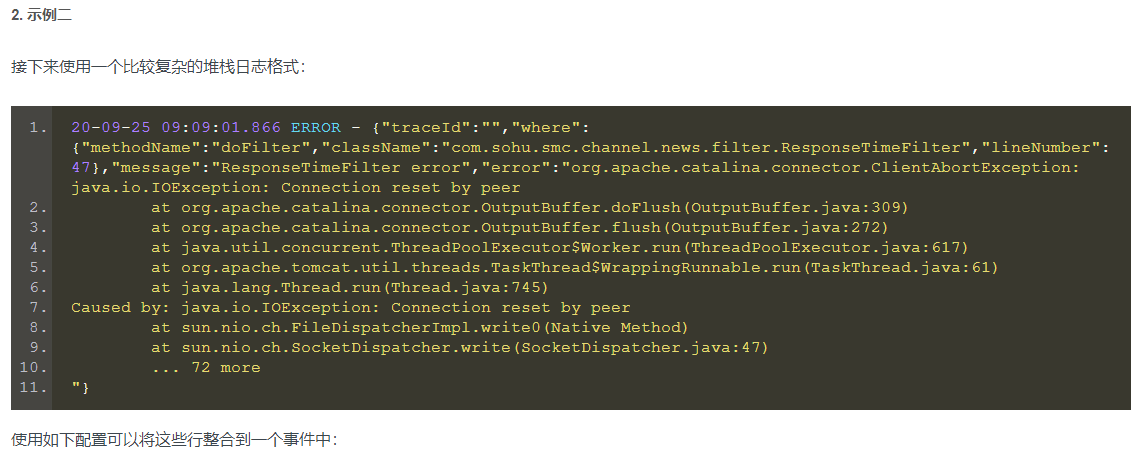 2. 示例二
接下来使用一个比较复杂的堆栈日志格式：
1. 20-09-25 09:09:01.866 ERROR - {"traceId":"","where":
{"methodName":"doFilter","className":"com.sohu.smc.channel.news.filter.ResponseTimeFilter","lineNumber":
47},"message":"ResponseTimeFilter error","error":"org.apache.catalina.connector.ClientAbortException:
java.io.IOException: Connection reset by peer
2. at org.apache.catalina.connector.OutputBuffer.doFlush(OutputBuffer.java:309)
3. at org.apache.catalina.connector.OutputBuffer.flush(OutputBuffer.java:272)
4. at java.util.concurrent.ThreadPoolExecutor$Worker.run(ThreadPoolExecutor.java:617)
5. at org.apache.tomcat.util.threads.TaskThread$WrappingRunnable.run(TaskThread.java:61)
6. at java.lang.Thread.run(Thread.java:745)
7. Caused by: java.io.IOException: Connection reset by peer
8. at sun.nio.ch.FileDispatcherImpl.write0(Native Method)
9. at sun.nio.ch.SocketDispatcher.write(SocketDispatcher.java:47)
10. ... 72 more
11. "}
使用如下配置可以将这些行整合到一个事件中：